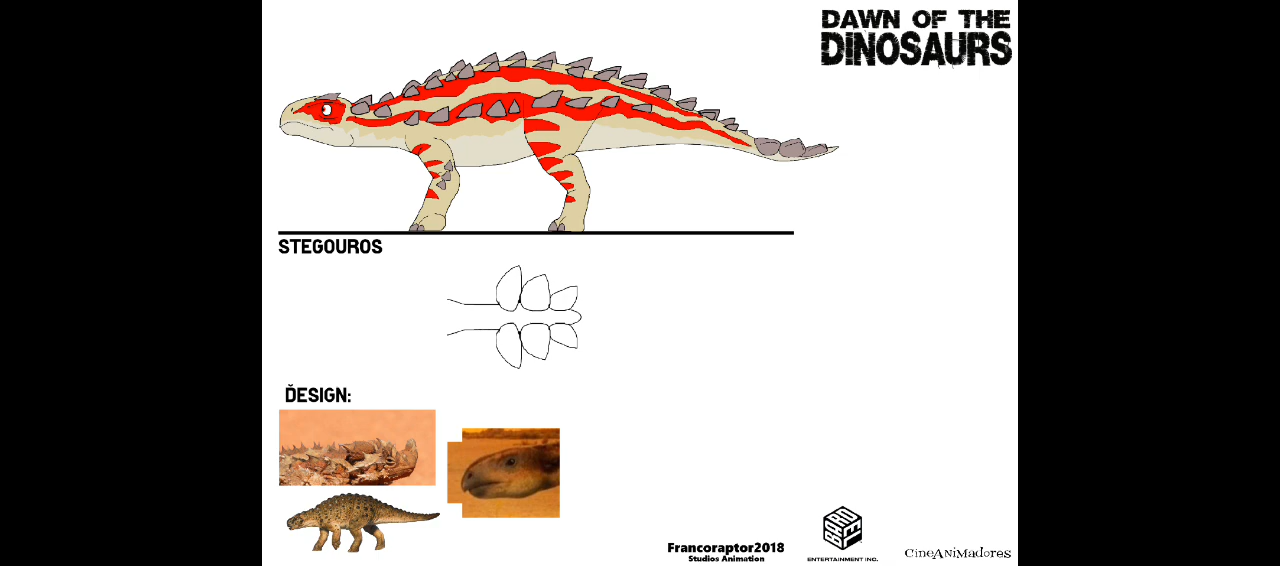 DAWN OF THE
DINOSAURS
STEGOUROS
ĎESIGN:
Francoraptor2018
Studios Animation
ENTERTAINMENT INC.
CineAniMadores